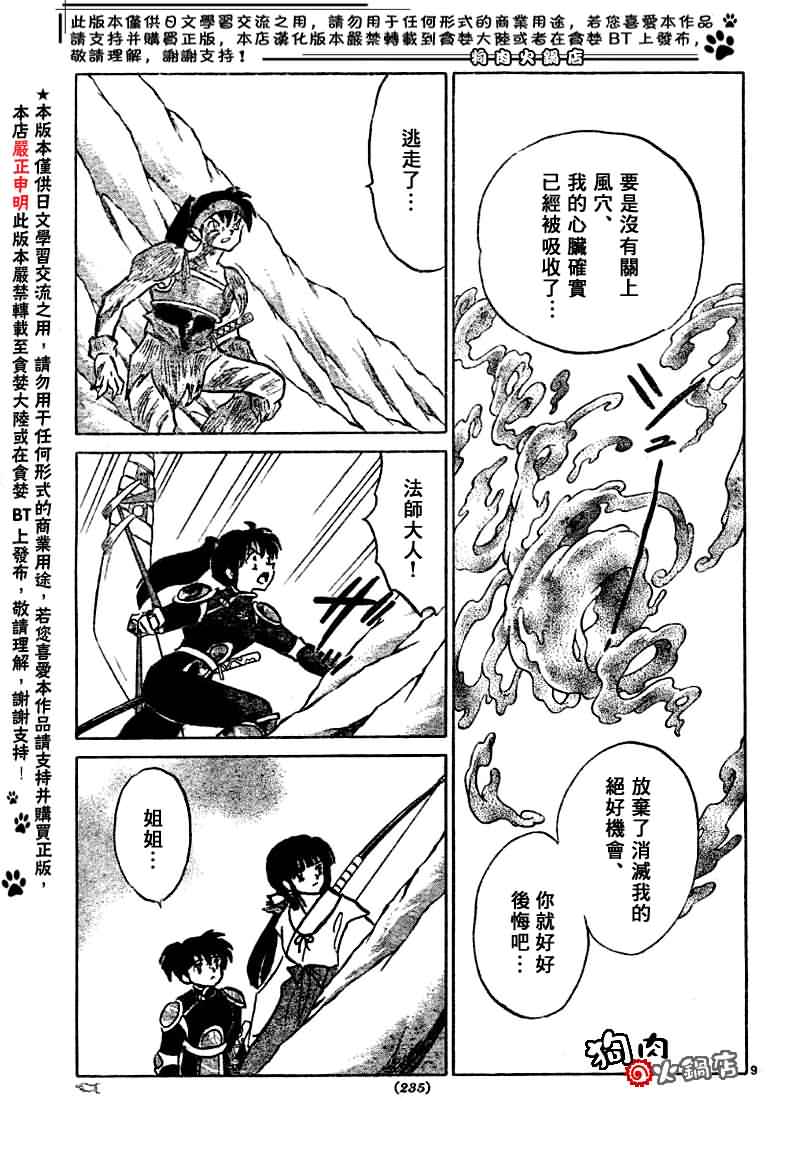 此版本僅供日文學習交流之用，請勿用于任何形式的商業用途，若您喜愛本作品
請支持并購買正版，本店漢化版本嚴禁轉載到貪婪大陸或者在貪婪 BT 上發布，
敬請理解，謝謝支持！
狗·肉·火·鍋·店
★本版本僅供日文學習交流之用，請勿用于任何形式的商業用途，若您喜愛本作品請支持并購買正版，
本店嚴正申明此版本嚴禁轉載至貪婪大陸或在貪婪 BT 上發布，敬請理解，謝謝支持！
要是沒有關上
風穴、
我的心臟確實
已經被吸收了…
ユ
放棄了消滅我的
絕好機會、
你就好好
後悔吧…
逃走了…
法師大人！
姐姐…
(235)
狗肉
火鍋店
9